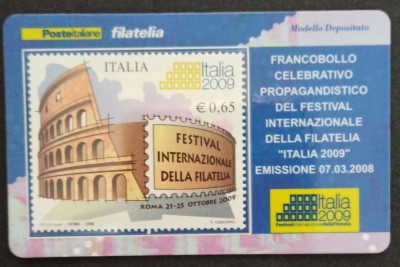 Posteitaliane filatelia Modello Depositato
ITALIA
Italia
2009
€ 0,65
FESTIVAL
INTERNAZIONALE
DELLA FILATELIA
ROMA 21-25 OTTOBRE 2009
FRANCOBOLLO
CELEBRATIVO
PROPAGANDISTICO
DEL FESTIVAL
INTERNAZIONALE
DELLA FILATELIA
"ITALIA 2009"
EMISSIONE 07.03.2008
Italia
2009